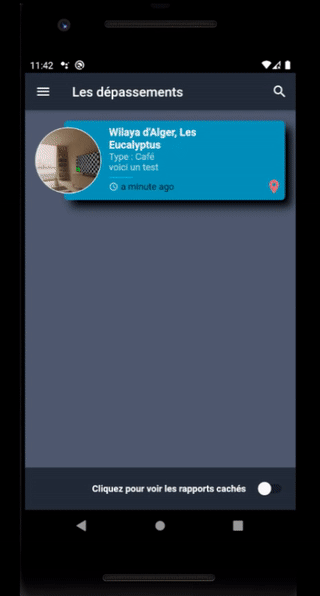 11:42
Les dépassements
Wilaya d'Alger, Les
Eucalyptus
Type : Café
voici un test
a minute ago
Cliquez pour voir les rapports cachés